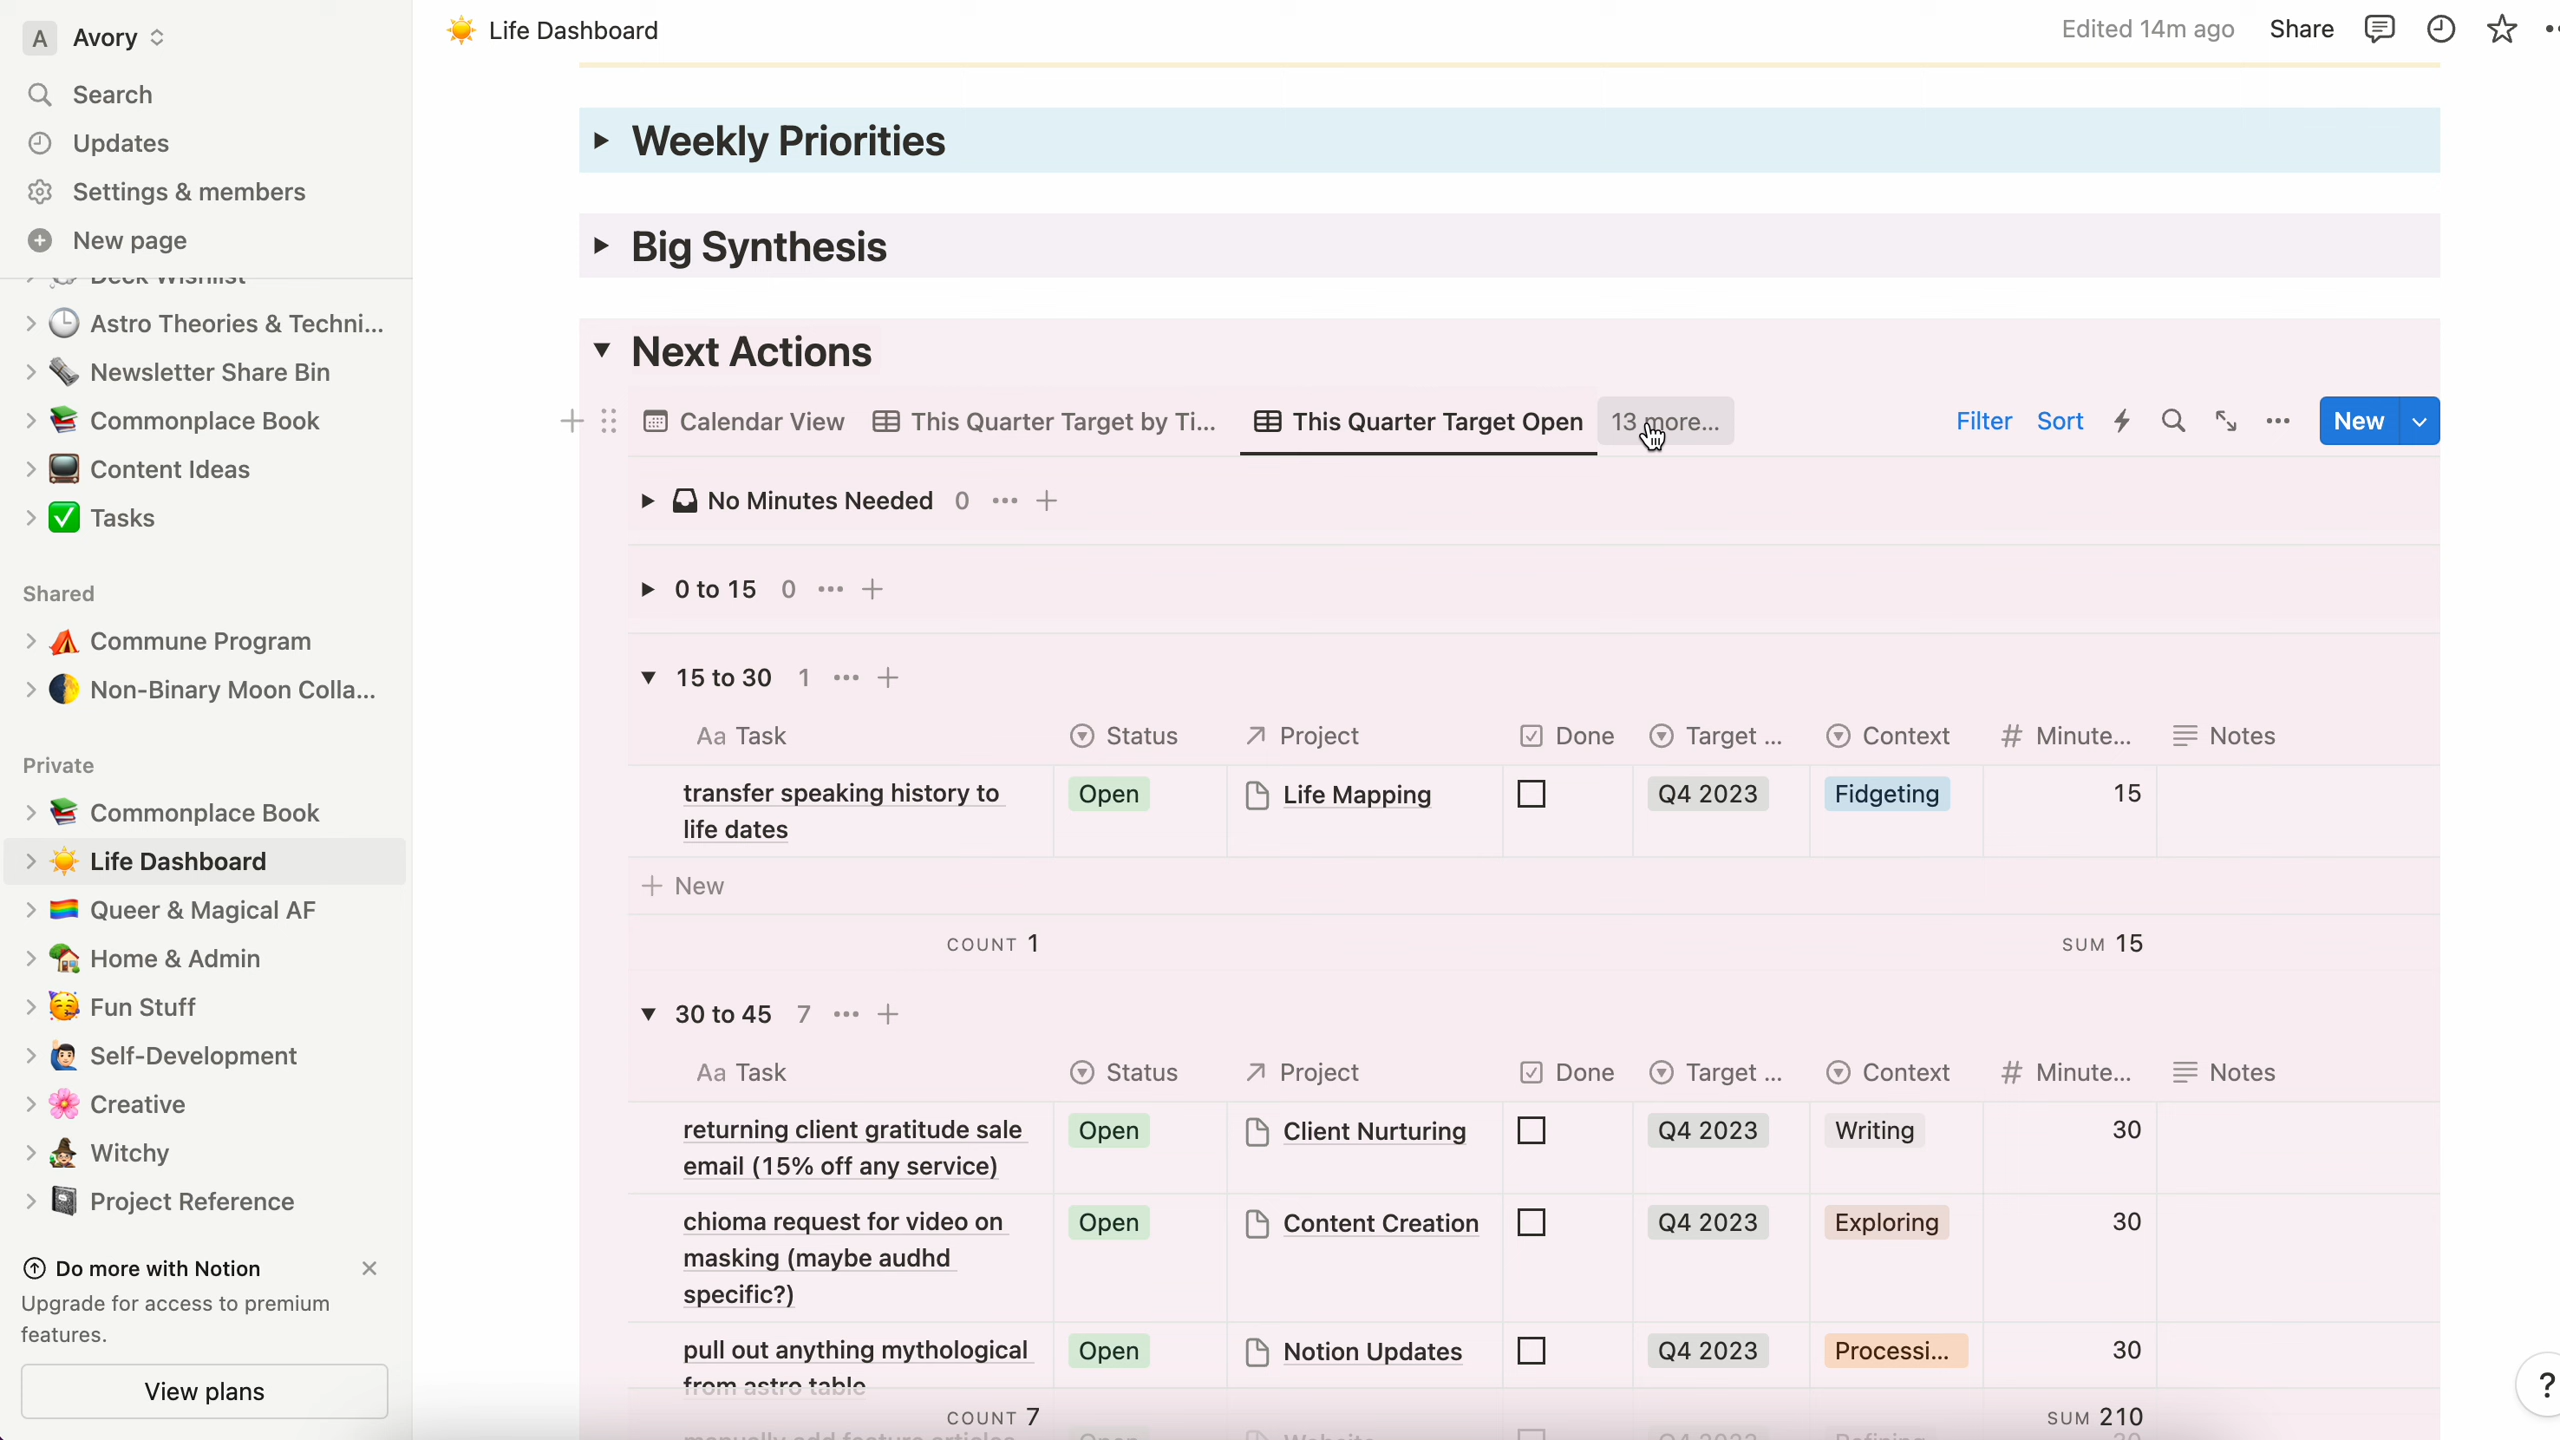 A Avory
Search
Updates
Settings & members
New page
Deck Wishlist
Astro Theories & Techni...
Newsletter Share Bin
Commonplace Book
Content Ideas
Tasks
Shared
Commune Program
Non-Binary Moon Colla...
Private
Commonplace Book
Life Dashboard
Queer & Magical AF
Home & Admin
Fun Stuff
Self-Development
Creative
Witchy
Project Reference
Do more with Notion
Upgrade for access to premium
features.
View plans
Life Dashboard Edited 14m ago Share
Weekly Priorities
Big Synthesis
Next Actions
Calendar View This Quarter Target by Ti... This Quarter Target Open 13 more... Filter Sort New
No Minutes Needed 0
0 to 15 0
15 to 30 1
Aa Task Status Project Done Target ... Context # Minute... Notes
transfer speaking history to Open Life Mapping Q4 2023 Fidgeting 15
life dates
New
COUNT 1 SUM 15
30 to 45 7
Aa Task Status Project Done Target ... Context # Minute... Notes
returning client gratitude sale Open Client Nurturing Q4 2023 Writing 30
email (15% off any service)
chioma request for video on Open Content Creation Q4 2023 Exploring 30
masking (maybe audhd
specific?)
pull out anything mythological Open Notion Updates Q4 2023 Processi... 30
from astro table
COUNT 7 SUM 210
?